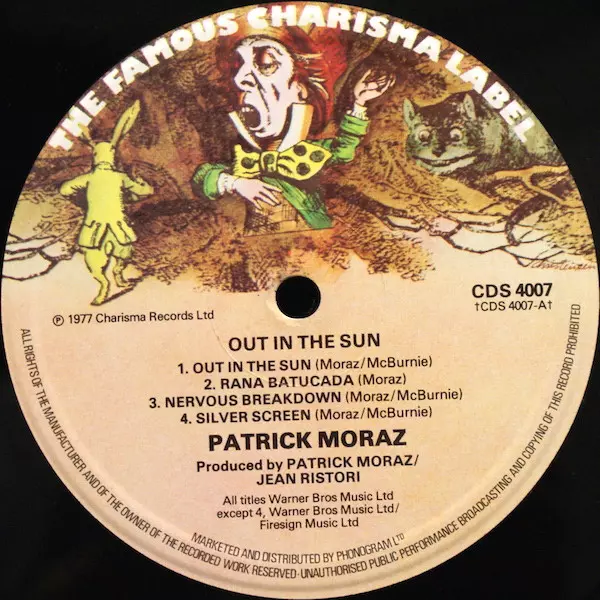 THE FAMOUS CHARISMA LABEL
CDS 4007
†CDS 4007-A†
℗ 1977 Charisma Records Ltd
OUT IN THE SUN
1. OUT IN THE SUN (Moraz/McBurnie)
2. RANA BATUCADA (Moraz)
3. NERVOUS BREAKDOWN (Moraz/McBurnie)
4. SILVER SCREEN (Moraz/McBurnie)
PATRICK MORAZ
Produced by PATRICK MORAZ/
JEAN RISTORI
All titles Warner Bros Music Ltd
except 4, Warner Bros Music Ltd/
Firesign Music Ltd
MARKETED AND DISTRIBUTED BY PHONOGRAM LTD
ALL RIGHTS OF THE MANUFACTURER AND OF THE OWNER OF THE RECORDED WORK RESERVED·UNAUTHORISED PUBLIC PERFORMANCE BROADCASTING AND COPYING OF THIS RECORD PROHIBITED